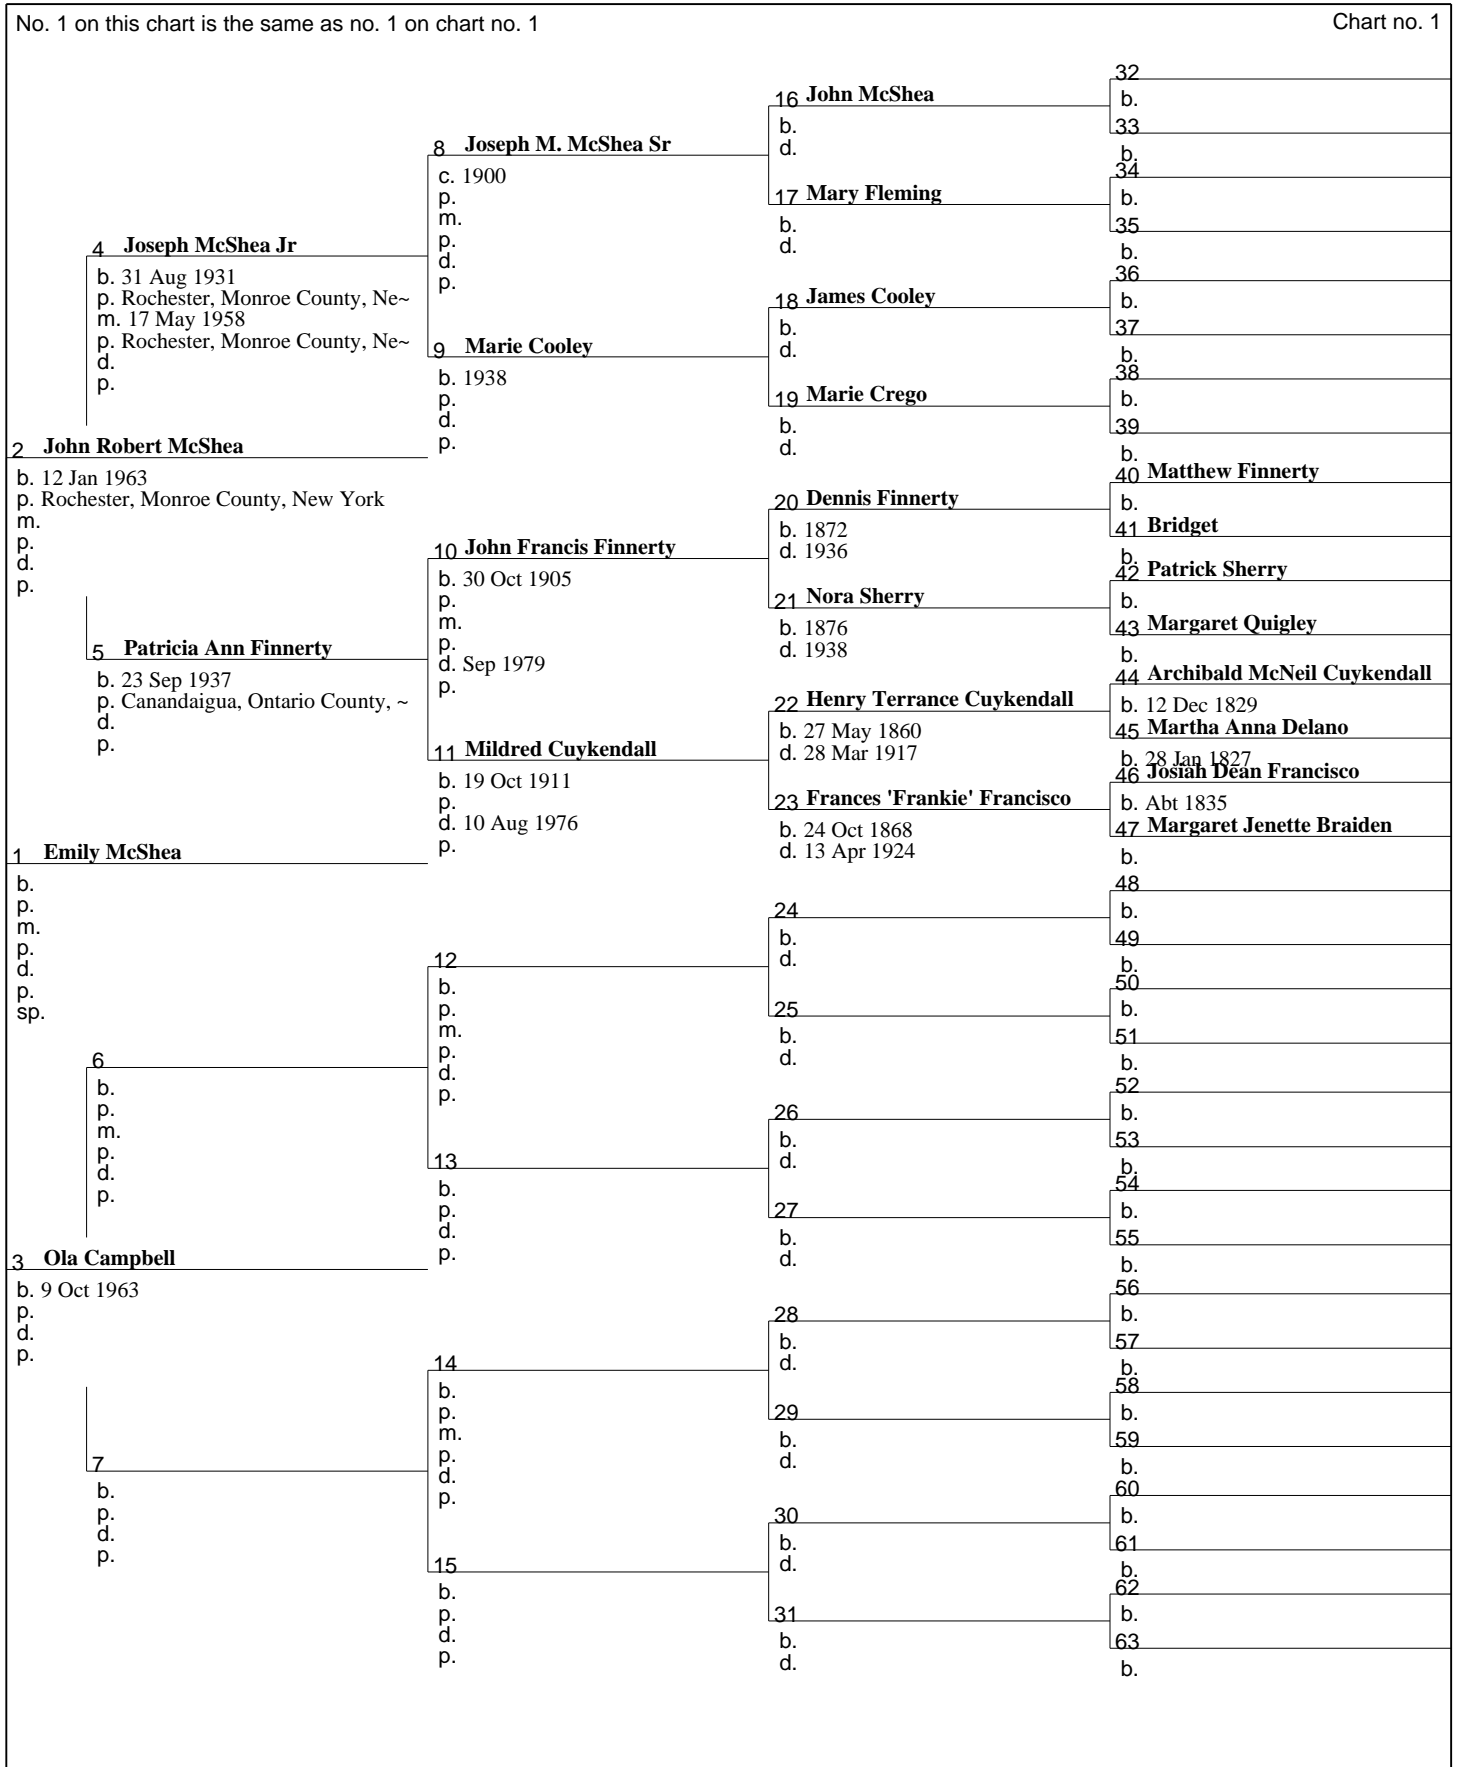 No. 1 on this chart is the same as no. 1 on chart no. 1
Chart no. 1
1 Emily McShea
b.
p.
m.
p.
d.
p.
sp.
2 John Robert McShea
b. 12 Jan 1963
p. Rochester, Monroe County, New York
m.
p.
d.
p.
3 Ola Campbell
b. 9 Oct 1963
p.
d.
p.
4 Joseph McShea Jr
b. 31 Aug 1931
p. Rochester, Monroe County, Ne~
m. 17 May 1958
p. Rochester, Monroe County, Ne~
d.
p.
5 Patricia Ann Finnerty
b. 23 Sep 1937
p. Canandaigua, Ontario County, ~
d.
p.
6
b.
p.
m.
p.
d.
p.
7
b.
p.
d.
p.
8 Joseph M. McShea Sr
c. 1900
p.
m.
p.
d.
p.
9 Marie Cooley
b. 1938
p.
d.
p.
10 John Francis Finnerty
b. 30 Oct 1905
p.
m.
p.
d. Sep 1979
p.
11 Mildred Cuykendall
b. 19 Oct 1911
p.
d. 10 Aug 1976
p.
12
b.
p.
m.
p.
d.
p.
13
b.
p.
d.
p.
14
b.
p.
m.
p.
d.
p.
15
b.
p.
d.
p.
16 John McShea
b.
d.
17 Mary Fleming
b.
d.
18 James Cooley
b.
d.
19 Marie Crego
b.
d.
20 Dennis Finnerty
b. 1872
d. 1936
21 Nora Sherry
b. 1876
d. 1938
22 Henry Terrance Cuykendall
b. 27 May 1860
d. 28 Mar 1917
23 Frances 'Frankie' Francisco
b. 24 Oct 1868
d. 13 Apr 1924
24
b.
d.
25
b.
d.
26
b.
d.
27
b.
d.
28
b.
d.
29
b.
d.
30
b.
d.
31
b.
d.
32
b.
33
b.
34
b.
35
b.
36
b.
37
b.
38
b.
39
b.
40 Matthew Finnerty
b.
41 Bridget
b.
42 Patrick Sherry
b.
43 Margaret Quigley
b.
44 Archibald McNeil Cuykendall
b. 12 Dec 1829
45 Martha Anna Delano
b. 28 Jan 1827
46 Josiah Dean Francisco
b. Abt 1835
47 Margaret Jenette Braiden
b.
48
b.
49
b.
50
b.
51
b.
52
b.
53
b.
54
b.
55
b.
56
b.
57
b.
58
b.
59
b.
60
b.
61
b.
62
b.
63
b.